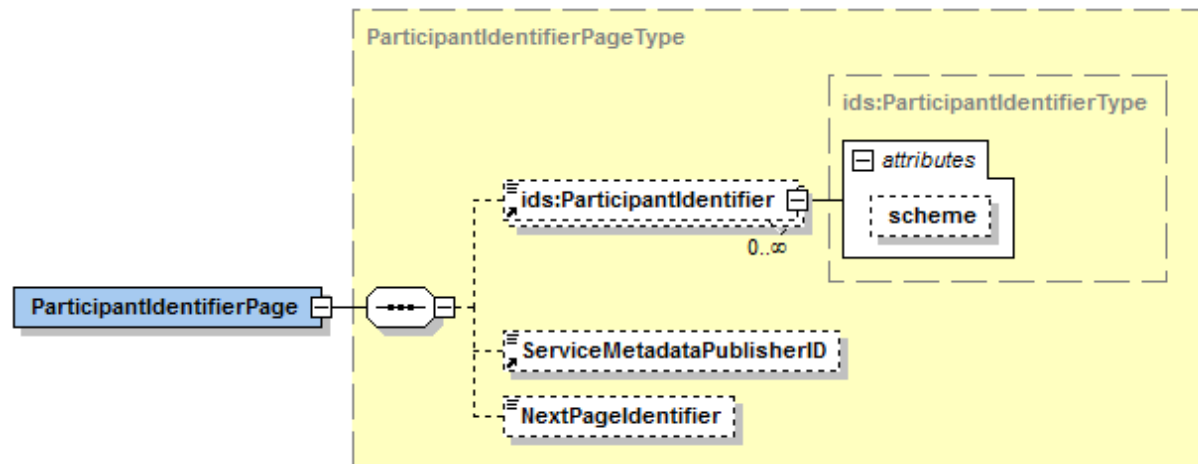 ParticipantIdentifierPageType
ids:ParticipantIdentifierType
attributes
ids:ParticipantIdentifier
scheme
0..∞
ParticipantIdentifierPage
ServiceMetadataPublisherID
NextPageIdentifier